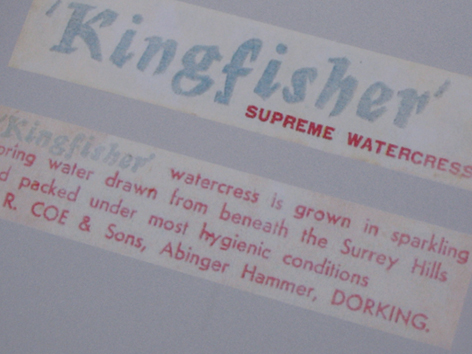 'Kingfisher'
SUPREME WATERCRESS
'Kingfisher' watercress is grown in sparkling
pring water drawn from beneath the Surrey Hills
d packed under most hygienic conditions
R. COE & Sons, Abinger Hammer, DORKING.